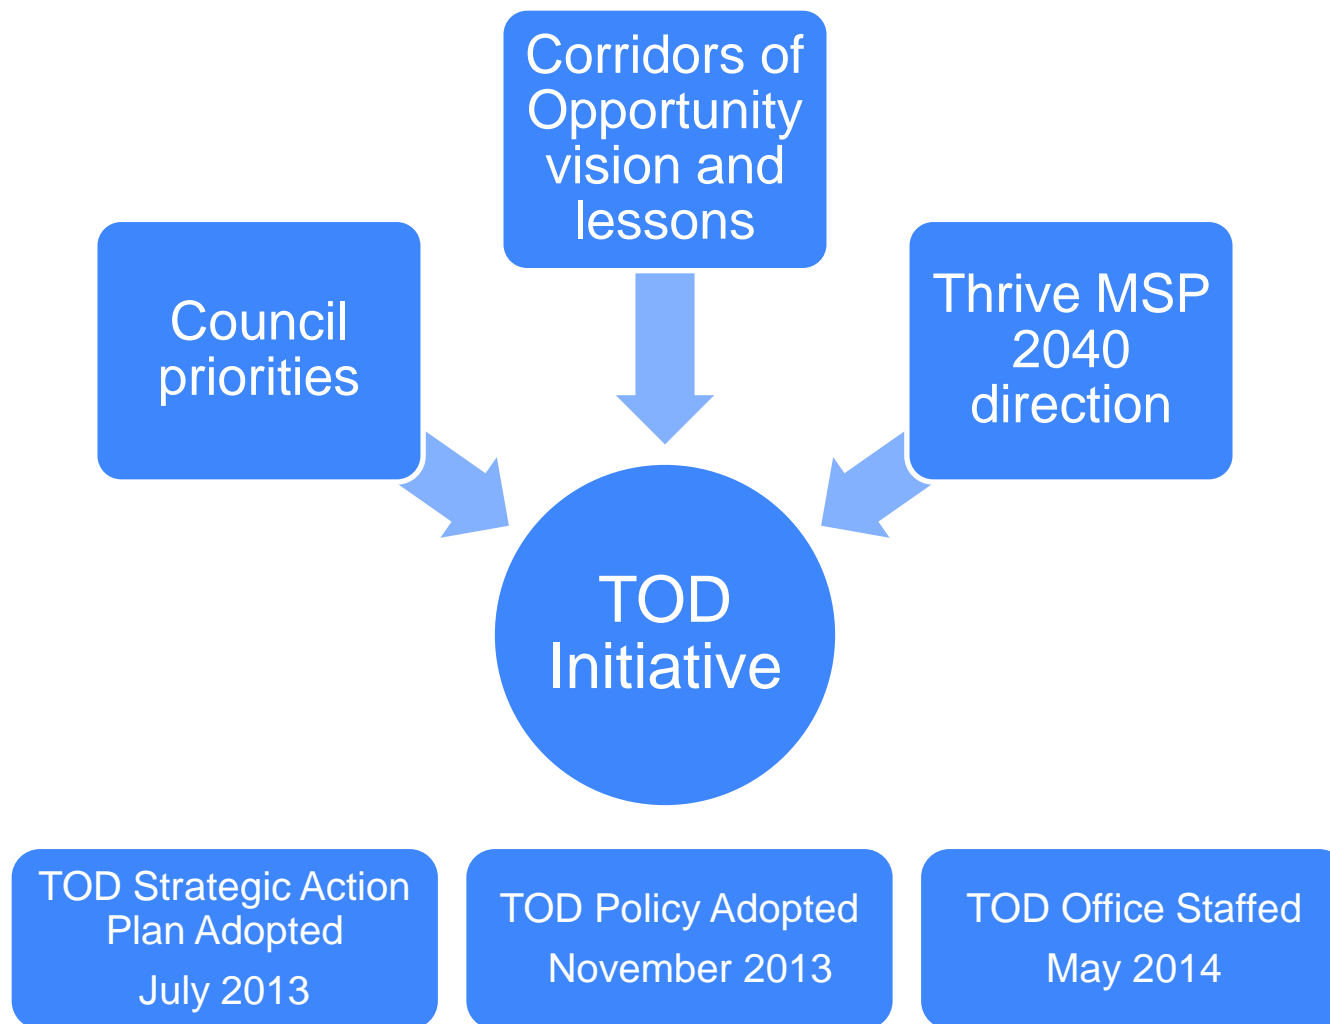 Corridors of
Opportunity
vision and
lessons
Council
priorities
Thrive MSP
2040
direction
TOD
Initiative
TOD Strategic Action
Plan Adopted
July 2013
TOD Policy Adopted
November 2013
TOD Office Staffed
May 2014